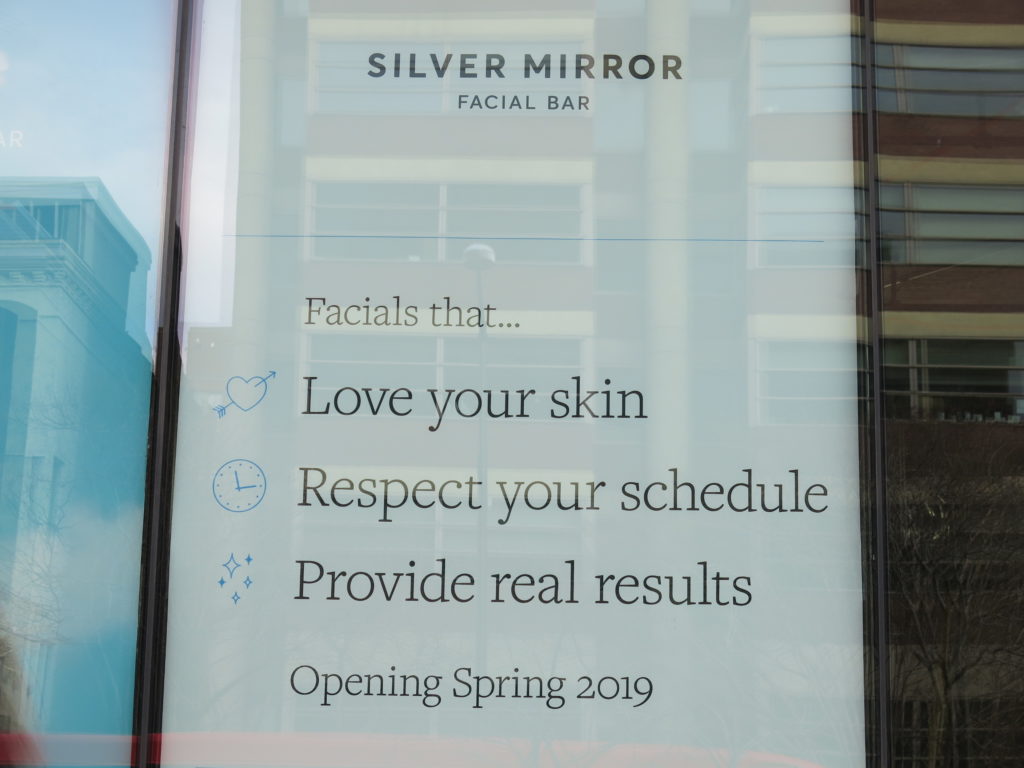 SILVER MIRROR
FACIAL BAR
Facials that...
Love your skin
Respect your schedule
Provide real results
Opening Spring 2019